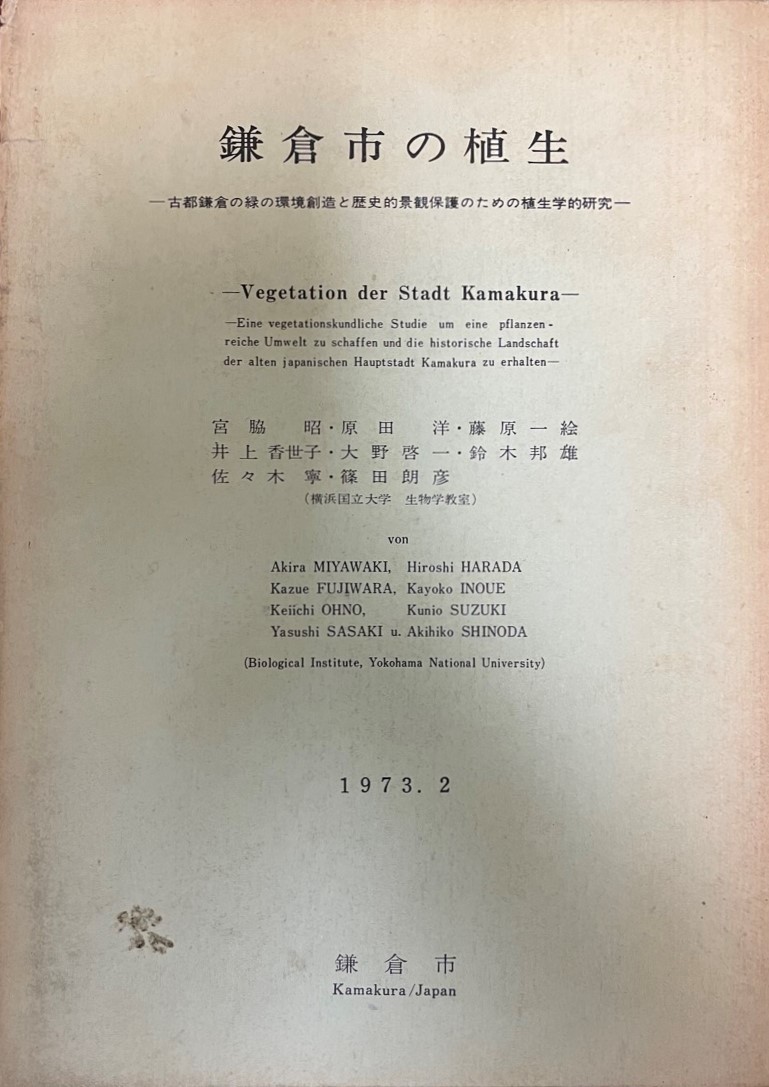 鎌倉市の植生
―古都鎌倉の緑の環境創造と歴史的景観保護のための植生学的研究―
―Vegetation der Stadt Kamakura―
―Eine vegetationskundliche Studie um eine pflanzen-
reiche Umwelt zu schaffen und die historische Landschaft
der alten japanischen Hauptstadt Kamakura zu erhalten―
宮脇 昭・原田 洋・藤原一絵
井上香世子・大野啓一・鈴木邦雄
佐々木 寧・篠田朗彦
(横浜国立大学 生物学教室)
von
Akira MIYAWAKI, Hiroshi HARADA
Kazue FUJIWARA, Kayoko INOUE
Keiichi OHNO, Kunio SUZUKI
Yasushi SASAKI u. Akihiko SHINODA
(Biological Institute, Yokohama National University)
1973. 2
鎌倉市
Kamakura/Japan